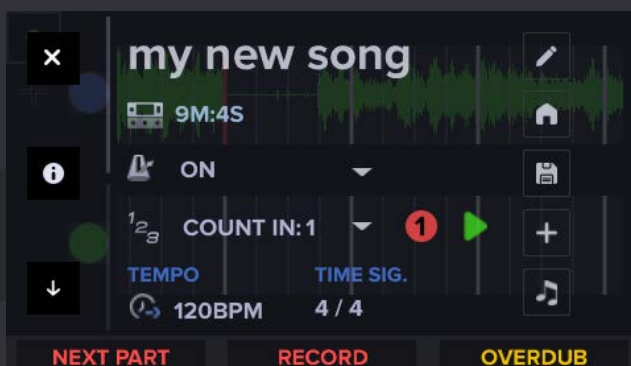 my new song
9M:4S
ON
1 2 3 COUNT IN: 1 1
TEMPO TIME SIG.
120BPM 4 / 4
NEXT PART RECORD OVERDUB